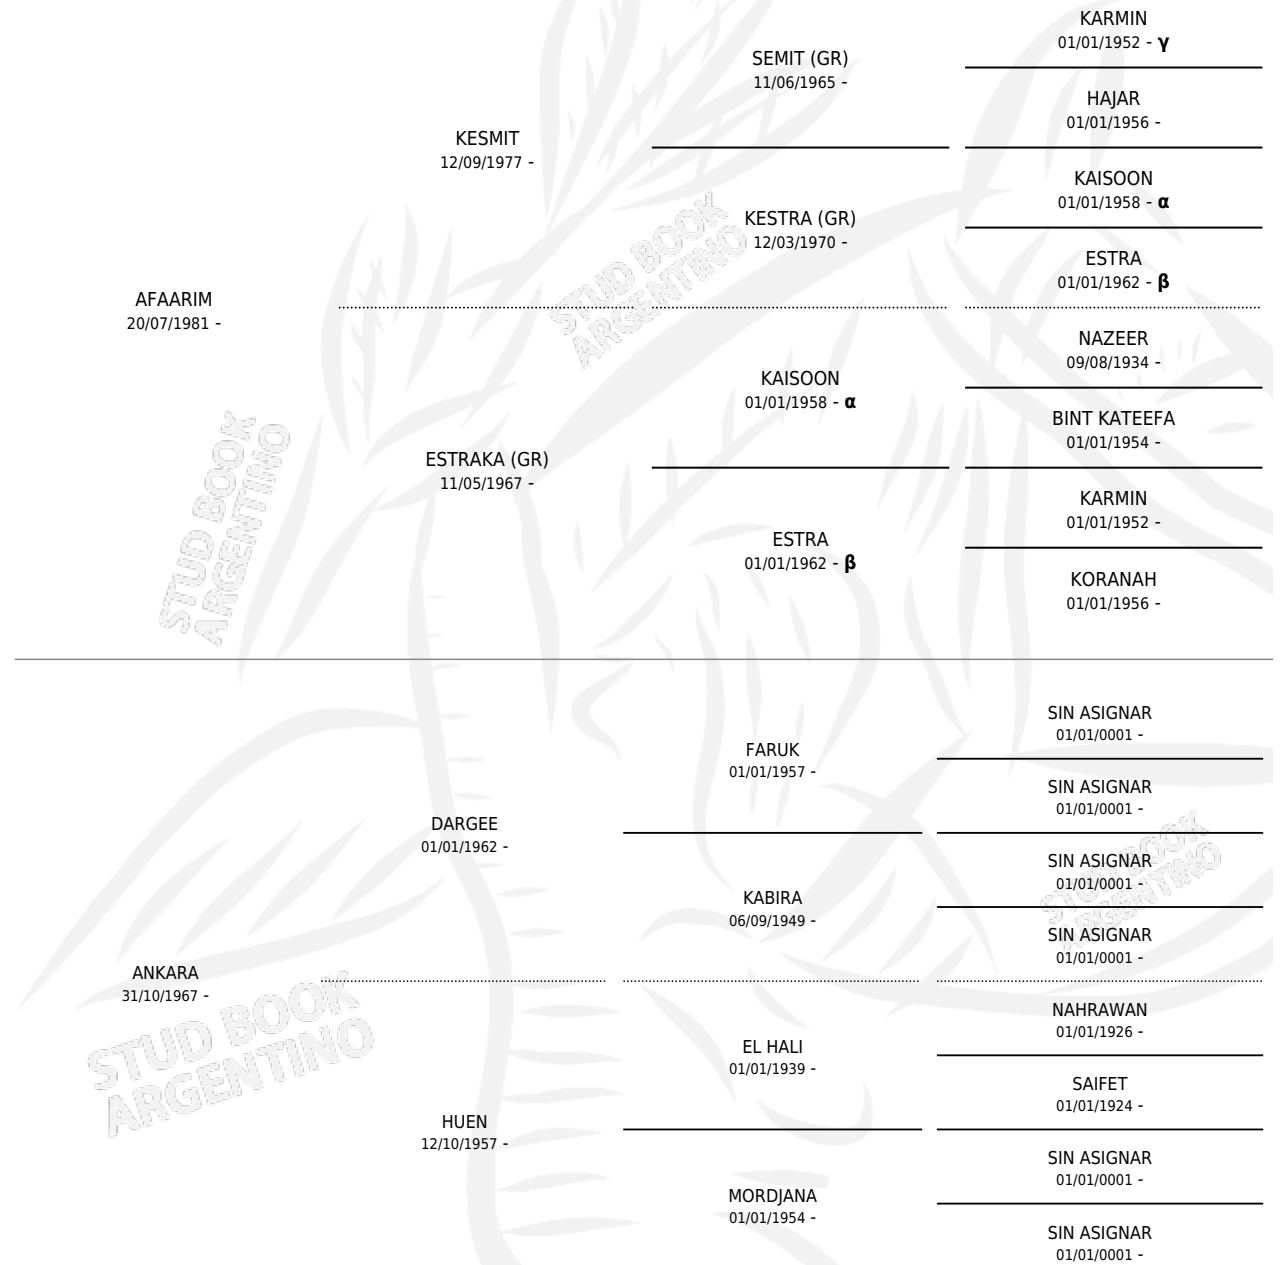 KARMIN
01/01/1952 - γ
SEMIT (GR)
11/06/1965 -
HAJAR
01/01/1956 -
KESMIT
12/09/1977 -
KAISOON
01/01/1958 - α
KESTRA (GR)
12/03/1970 -
ESTRA
01/01/1962 - β
STUD BOOK
ARGENTINO
AFAARIM
20/07/1981 -
NAZEER
09/08/1934 -
KAISOON
01/01/1958 - α
BINT KATEEFA
01/01/1954 -
ESTRAKA (GR)
11/05/1967 -
KARMIN
01/01/1952 -
ESTRA
01/01/1962 - β
KORANAH
01/01/1956 -
STUD BOOK
ARGENTINO
SIN ASIGNAR
01/01/0001 -
FARUK
01/01/1957 -
SIN ASIGNAR
01/01/0001 -
DARGEE
01/01/1962 -
SIN ASIGNAR
01/01/0001 -
KABIRA
06/09/1949 -
SIN ASIGNAR
01/01/0001 -
STUD BOOK
ARGENTINO
ANKARA
31/10/1967 -
NAHRAWAN
01/01/1926 -
EL HALI
01/01/1939 -
SAIFET
01/01/1924 -
STUD BOOK
ARGENTINO
HUEN
12/10/1957 -
SIN ASIGNAR
01/01/0001 -
MORDJANA
01/01/1954 -
SIN ASIGNAR
01/01/0001 -